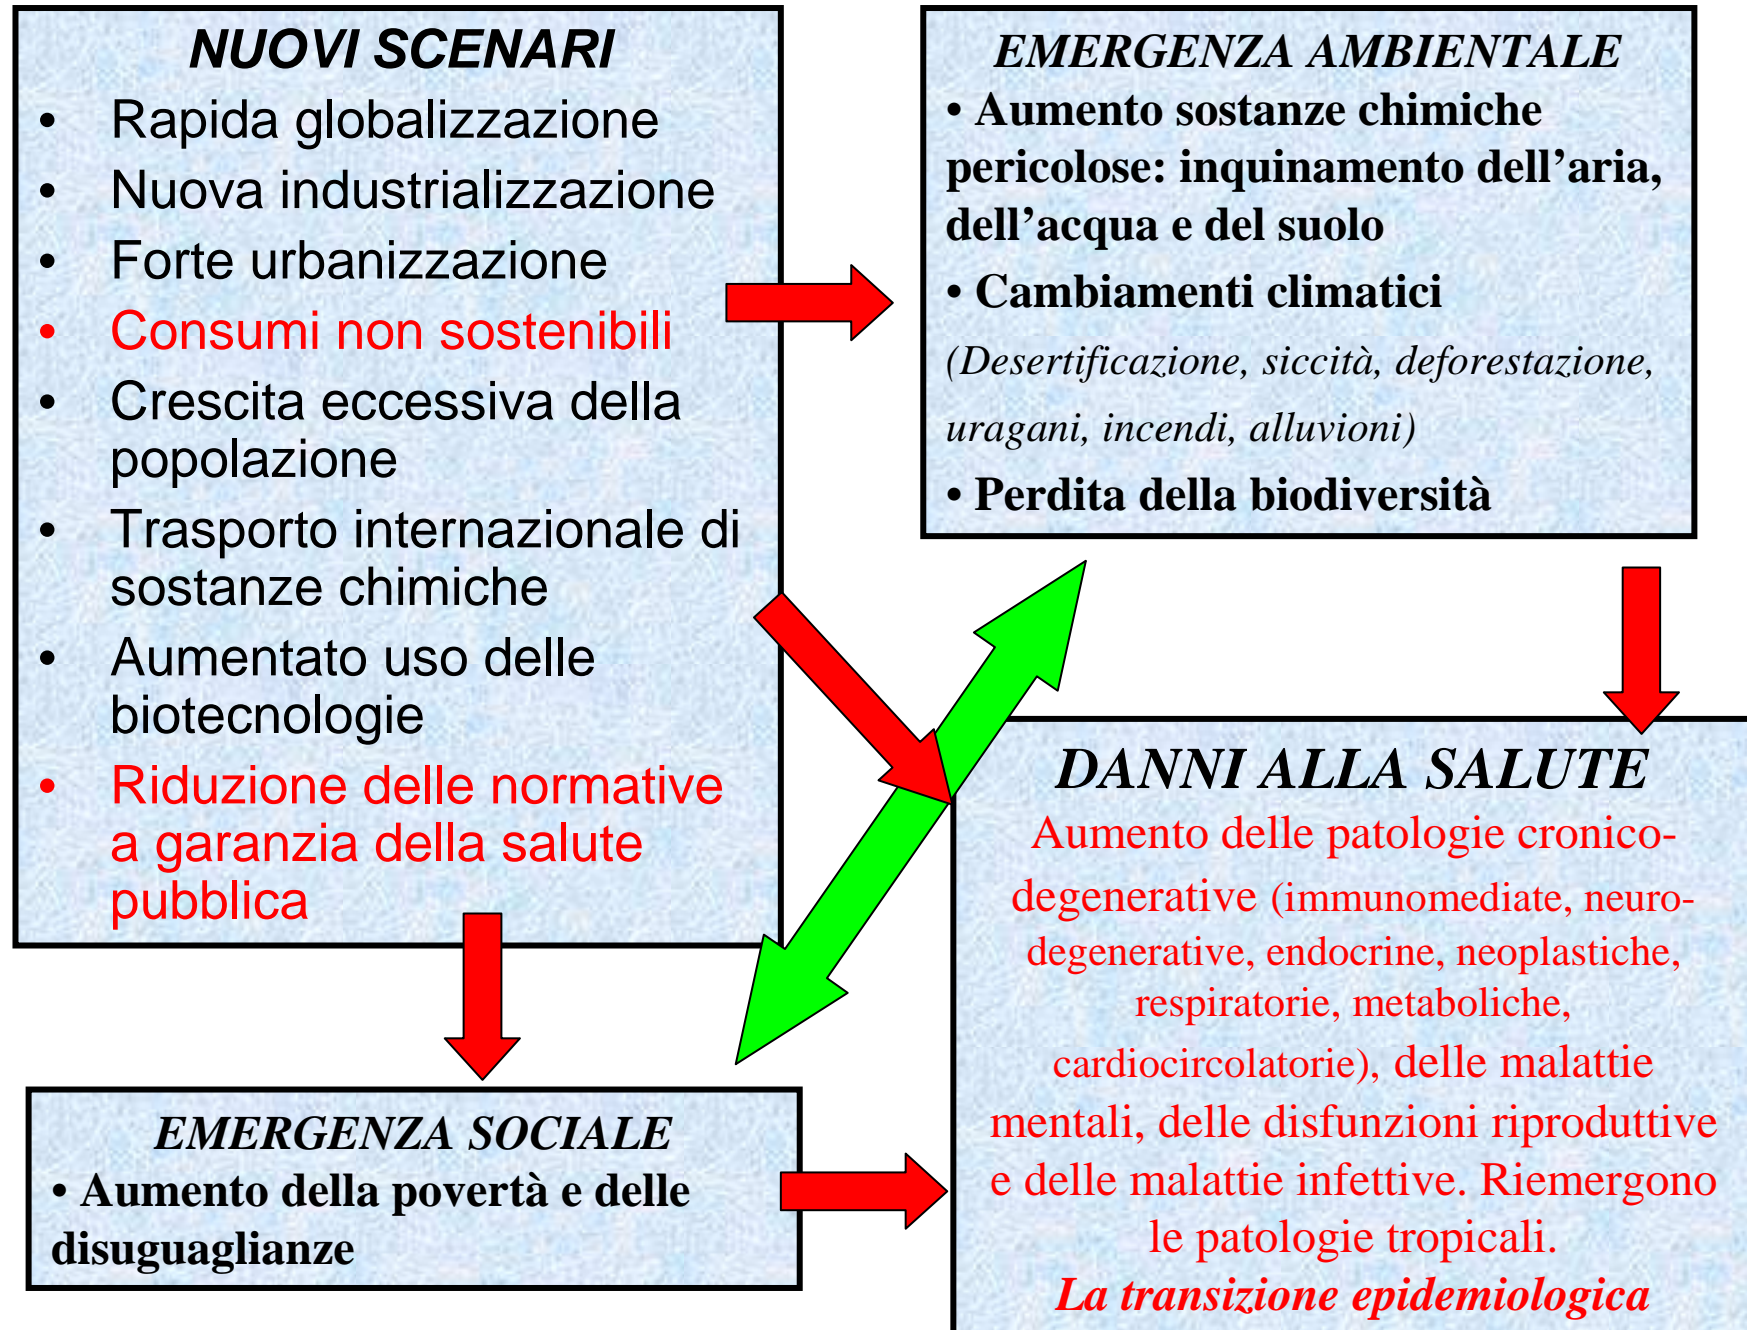 NUOVI SCENARI
• Rapida globalizzazione
• Nuova industrializzazione
• Forte urbanizzazione
• Consumi non sostenibili
• Crescita eccessiva della
popolazione
• Trasporto internazionale di
sostanze chimiche
• Aumentato uso delle
biotecnologie
• Riduzione delle normative
a garanzia della salute
pubblica
EMERGENZA AMBIENTALE
• Aumento sostanze chimiche
pericolose: inquinamento dell’aria,
dell’acqua e del suolo
• Cambiamenti climatici
(Desertificazione, siccità, deforestazione,
uragani, incendi, alluvioni)
• Perdita della biodiversità
EMERGENZA SOCIALE
• Aumento della povertà e delle
disuguaglianze
DANNI ALLA SALUTE
Aumento delle patologie cronico-
degenerative (immunomediate, neuro-
degenerative, endocrine, neoplastiche,
respiratorie, metaboliche,
cardiocircolatorie), delle malattie
mentali, delle disfunzioni riproduttive
e delle malattie infettive. Riemergono
le patologie tropicali.
La transizione epidemiologica